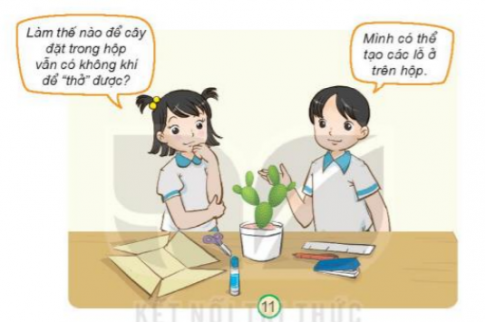 Làm thế nào để cây
đặt trong hộp
vẫn có không khí
để “thở” được?
Mình có thể
tạo các lỗ ở
trên hộp.
11
KẾT NỐI TRI THỨC